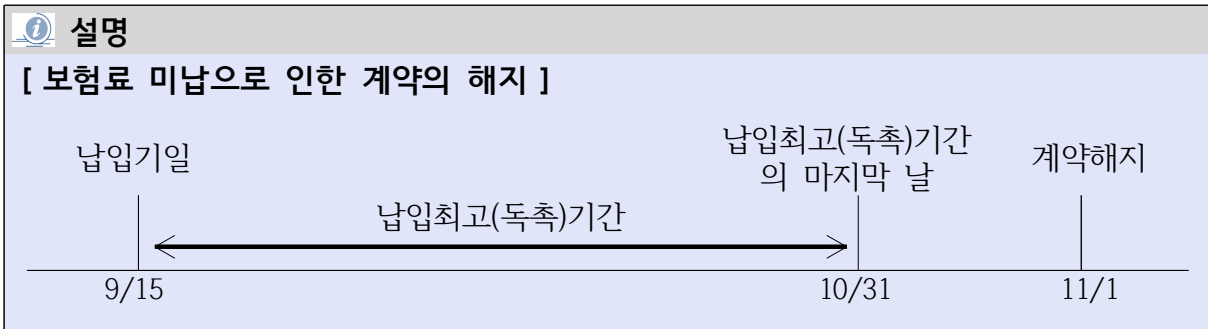 설명
[ 보험료 미납으로 인한 계약의 해지 ]
납입기일
납입최고(독촉)기간
의 마지막 날
계약해지
납입최고(독촉)기간
9/15
10/31
11/1